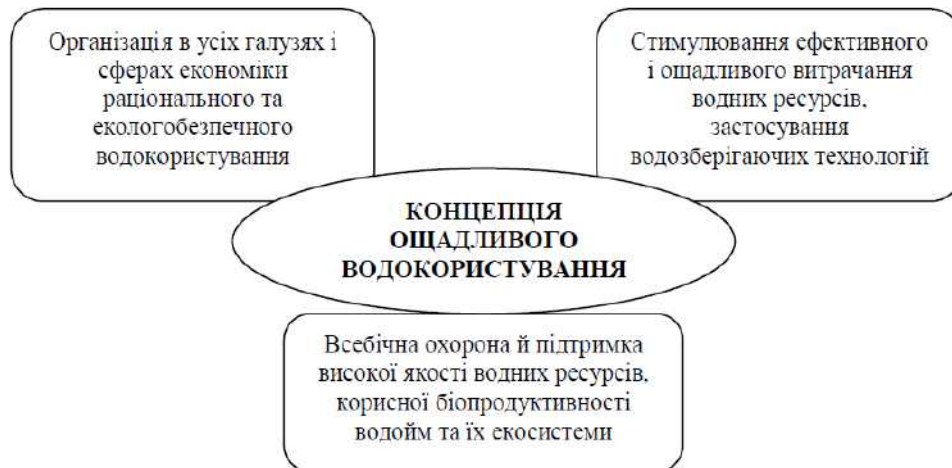 Організація в усіх галузях і
сферах економіки
раціонального та
екологобезпечного
водокористування
Стимулювання ефективного
і ощадливого витрачання
водних ресурсів,
застосування
водозберігаючих технологій
КОНЦЕПЦІЯ
ОЩАДЛИВОГО
ВОДОКОРИСТУВАННЯ
Всебічна охорона й підтримка
високої якості водних ресурсів,
корисної біопродуктивності
водойм та їх екосистеми